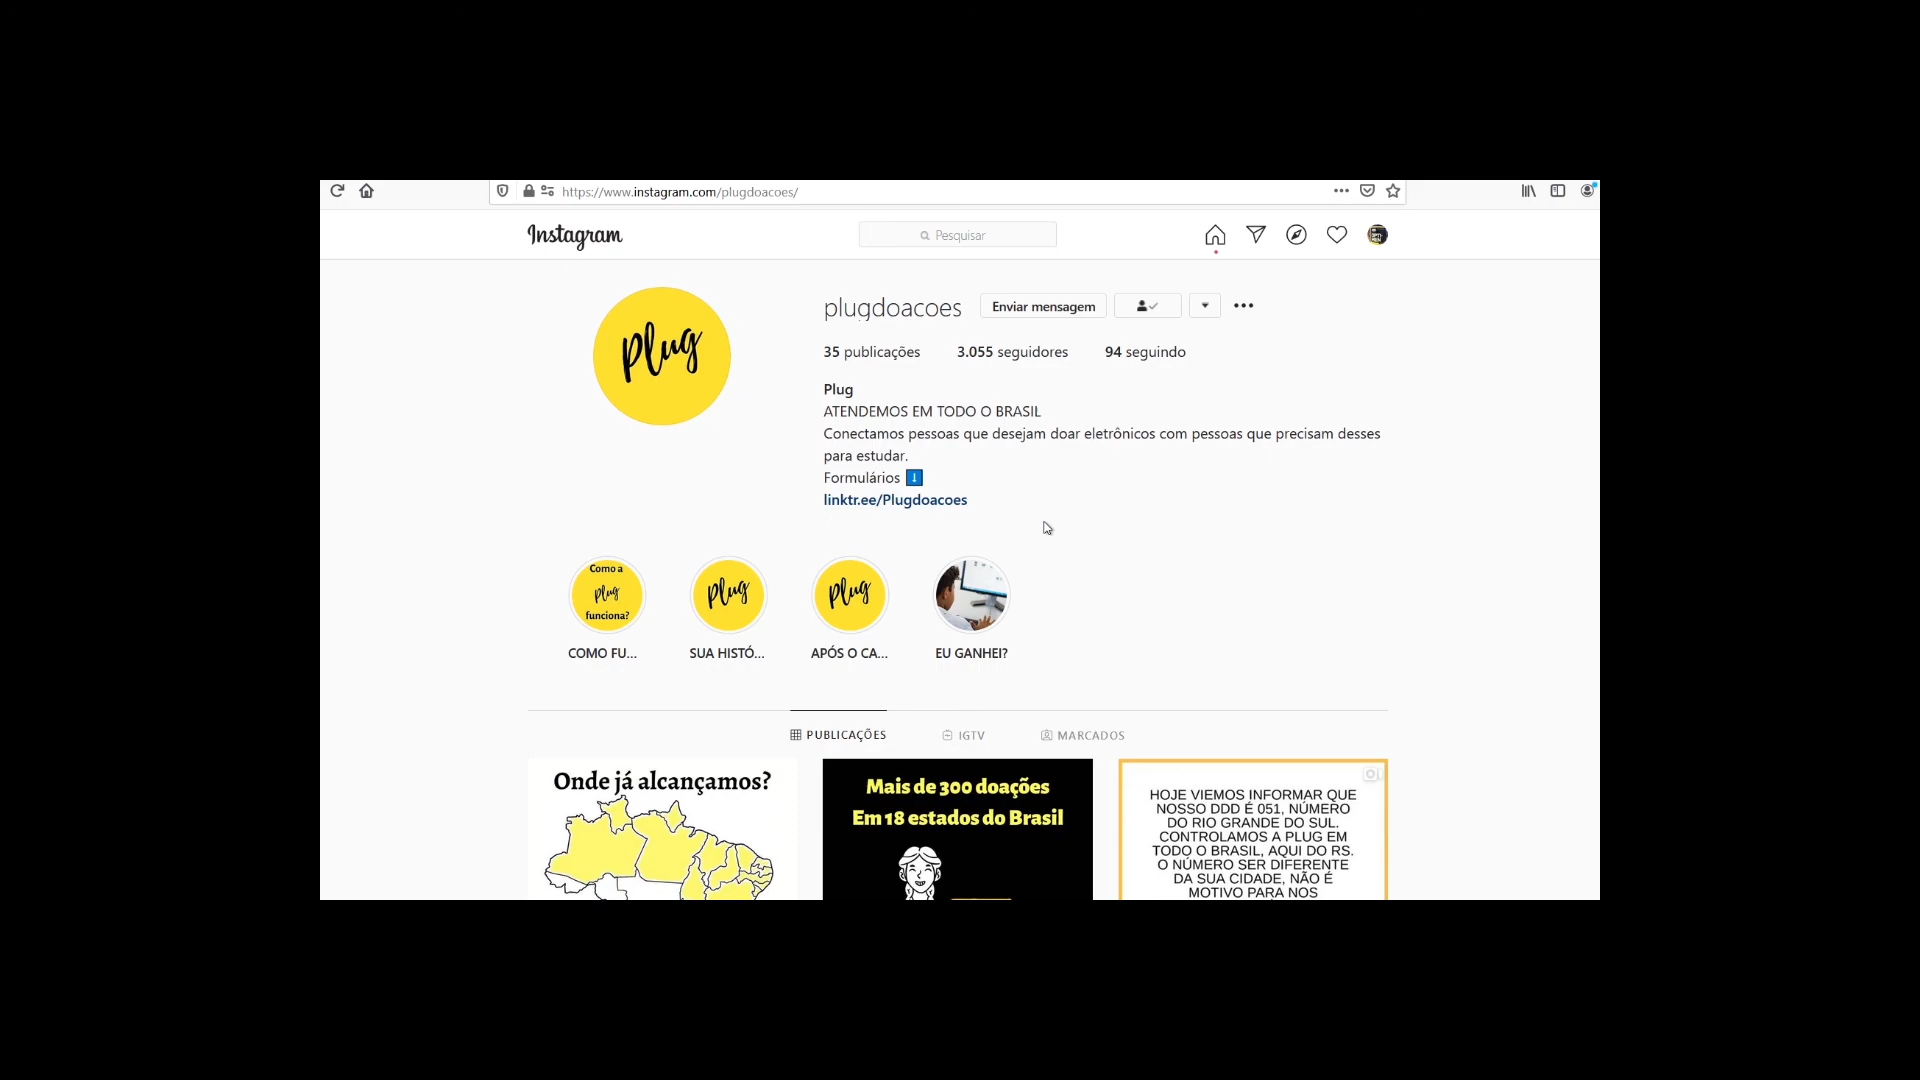 https://www.instagram.com/plugdoacoes/
Instagram
Pesquisar
Plug
plugdoacoes
Enviar mensagem
35 publicações 3.055 seguidores 94 seguindo
Plug
ATENDEMOS EM TODO O BRASIL
Conectamos pessoas que desejam doar eletrônicos com pessoas que precisam desses
para estudar.
Formulários
linktr.ee/Plugdoacoes
Como a
Plug
funciona?
Plug
Plug
COMO FU...
SUA HISTÓ...
APÓS O CA...
EU GANHEI?
PUBLICAÇÕES
IGTV
MARCADOS
Onde já alcançamos?
Mais de 300 doações
Em 18 estados do Brasil
HOJE VIEMOS INFORMAR QUE
NOSSO DDD É 051, NÚMERO
DO RIO GRANDE DO SUL.
CONTROLAMOS A PLUG EM
TODO O BRASIL, AQUI DO RS.
O NÚMERO SER DIFERENTE
DA SUA CIDADE, NÃO É
MOTIVO PARA NOS